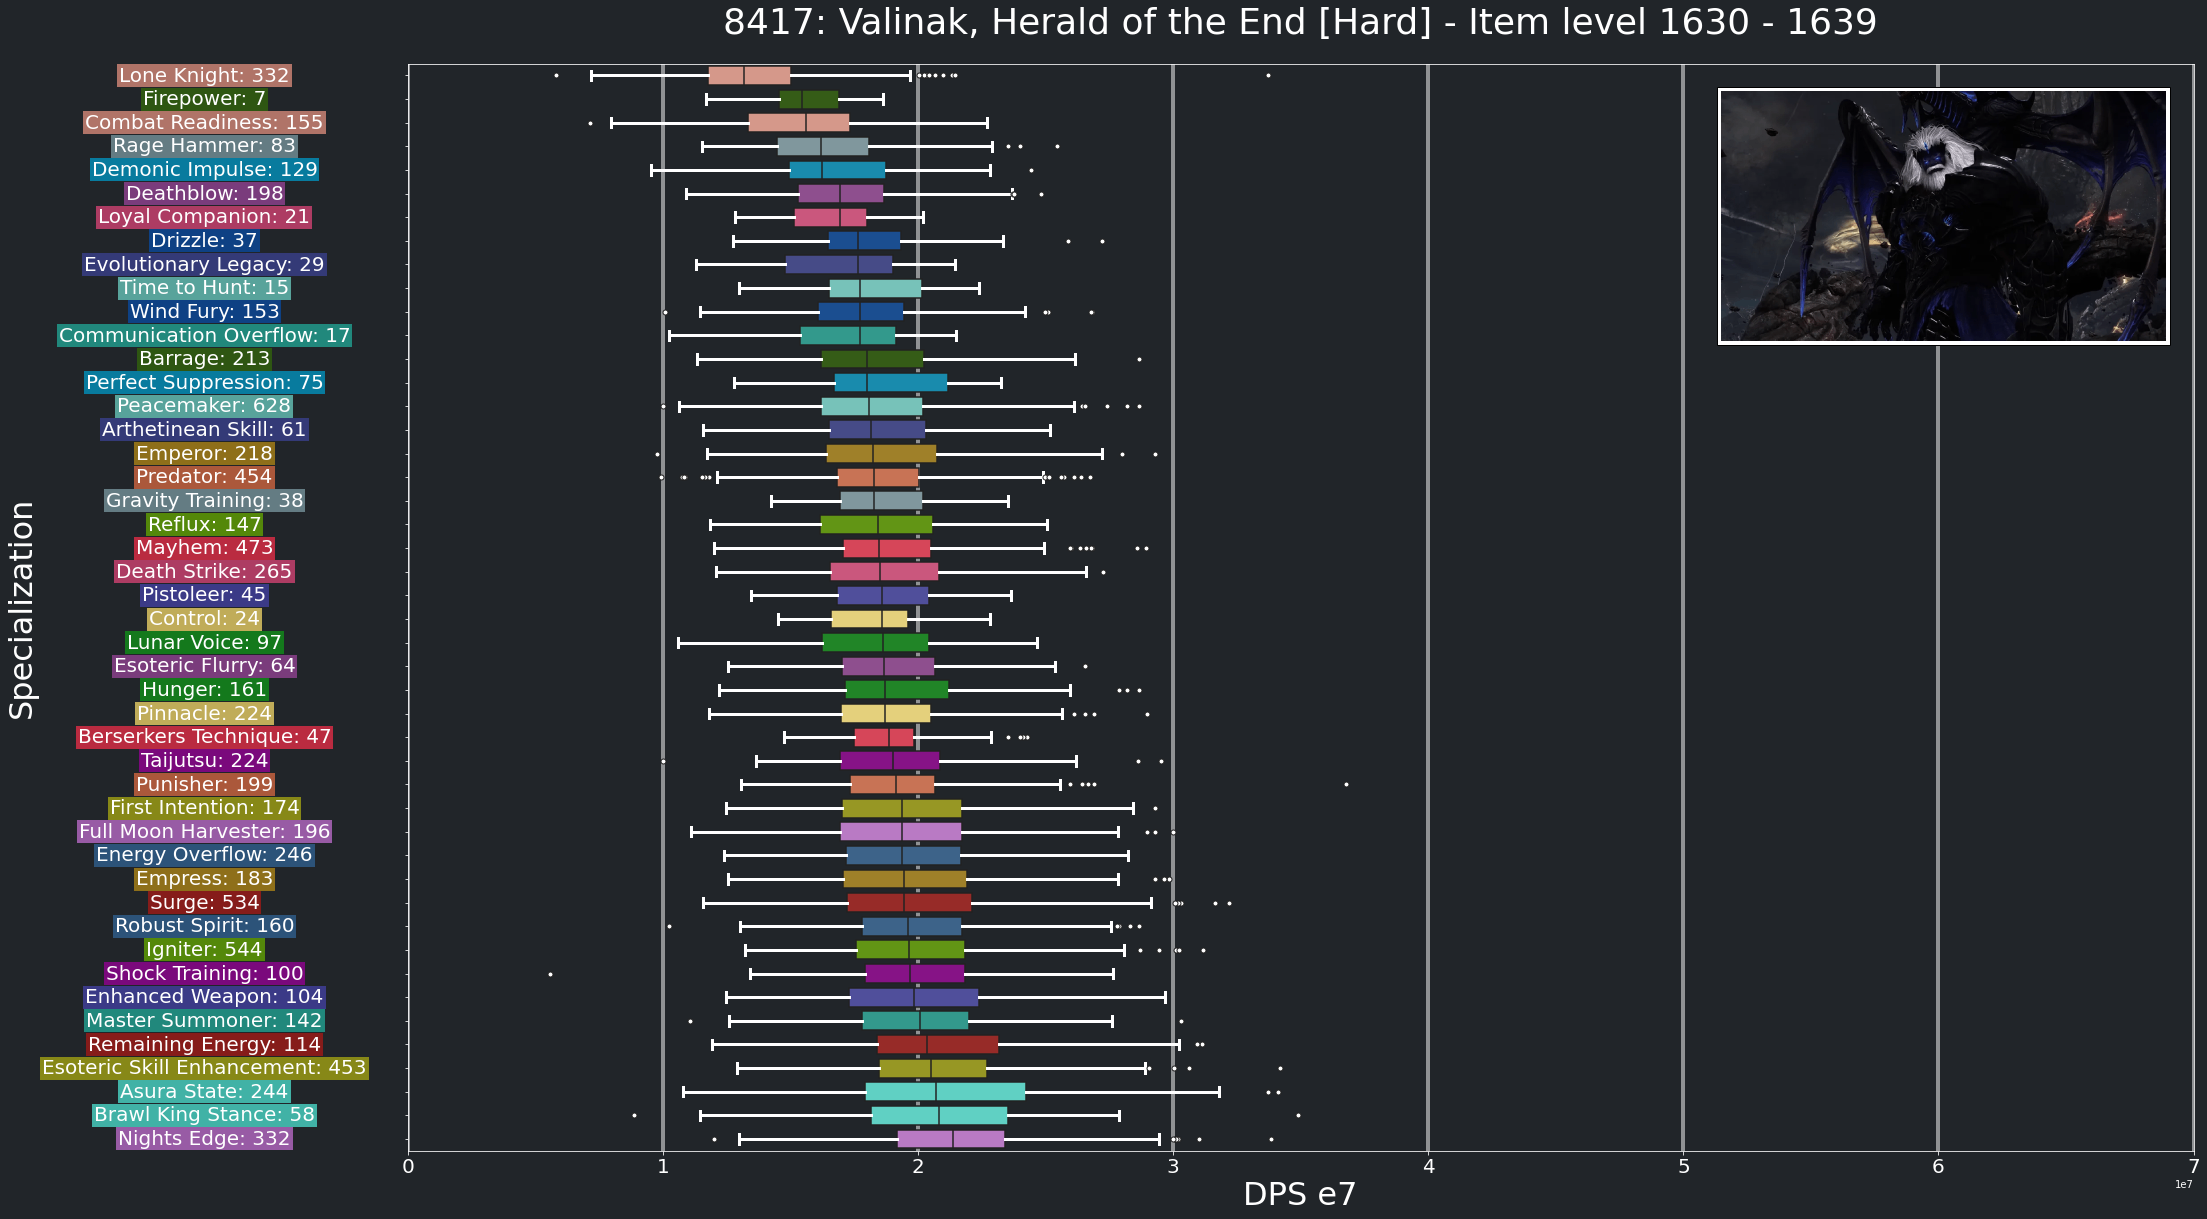 8417: Valinak, Herald of the End [Hard] - Item level 1630 - 1639
Specialization
Lone Knight: 332
Firepower: 7
Combat Readiness: 155
Rage Hammer: 83
Demonic Impulse: 129
Deathblow: 198
Loyal Companion: 21
Drizzle: 37
Evolutionary Legacy: 29
Time to Hunt: 15
Wind Fury: 153
Communication Overflow: 17
Barrage: 213
Perfect Suppression: 75
Peacemaker: 628
Arthetinean Skill: 61
Emperor: 218
Predator: 454
Gravity Training: 38
Reflux: 147
Mayhem: 473
Death Strike: 265
Pistoleer: 45
Control: 24
Lunar Voice: 97
Esoteric Flurry: 64
Hunger: 161
Pinnacle: 224
Berserkers Technique: 47
Taijutsu: 224
Punisher: 199
First Intention: 174
Full Moon Harvester: 196
Energy Overflow: 246
Empress: 183
Surge: 534
Robust Spirit: 160
Igniter: 544
Shock Training: 100
Enhanced Weapon: 104
Master Summoner: 142
Remaining Energy: 114
Esoteric Skill Enhancement: 453
Asura State: 244
Brawl King Stance: 58
Nights Edge: 332
0 1 2 3 4 5 6 7
DPS e7
1e7